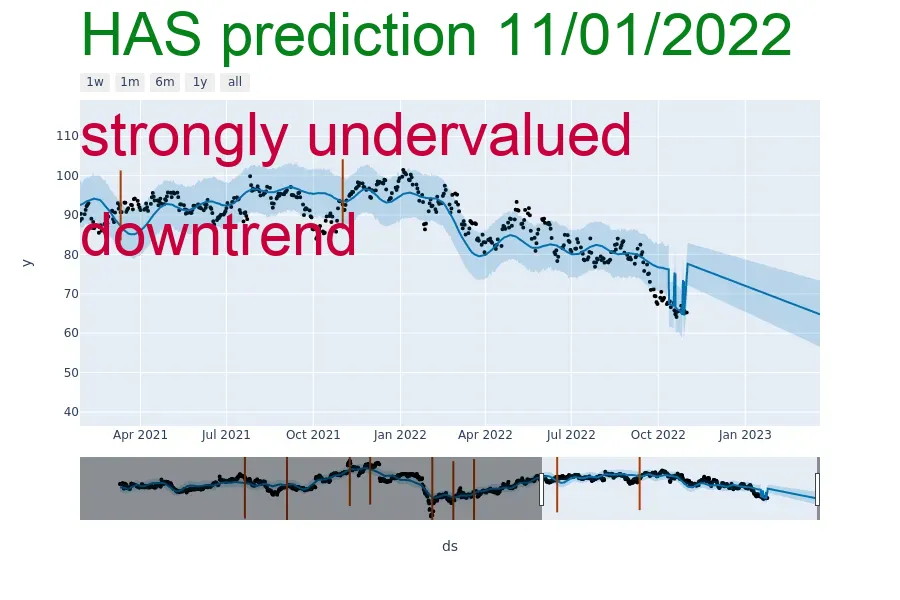 HAS prediction 11/01/2022
1w 1m 6m 1y all
strongly undervalued
downtrend
110
100
90
80
70
60
50
40
y
Apr 2021 Jul 2021 Oct 2021 Jan 2022 Apr 2022 Jul 2022 Oct 2022 Jan 2023
ds